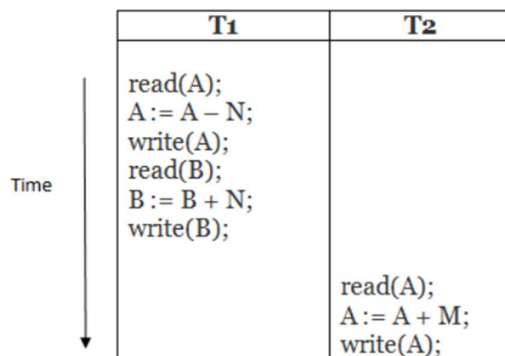 T1 T2
read(A);
A := A – N;
write(A);
read(B);
Time
B := B + N;
write(B);
read(A);
A := A + M;
write(A);